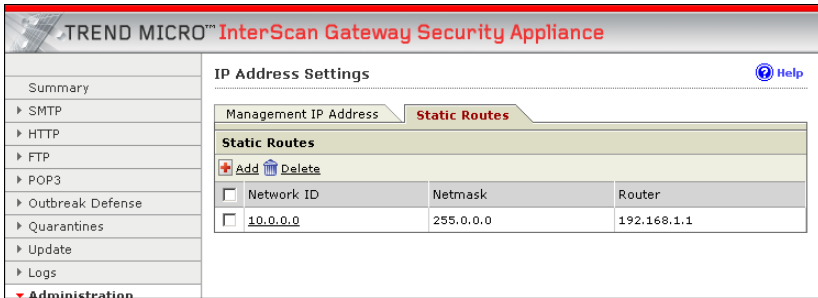 TREND MICRO™ InterScan Gateway Security Appliance
Summary
SMTP
HTTP
FTP
POP3
Outbreak Defense
Quarantines
Update
Logs
Administration
IP Address Settings
Help
Management IP Address
Static Routes
Static Routes
Add Delete
Network ID Netmask Router
10.0.0.0 255.0.0.0 192.168.1.1